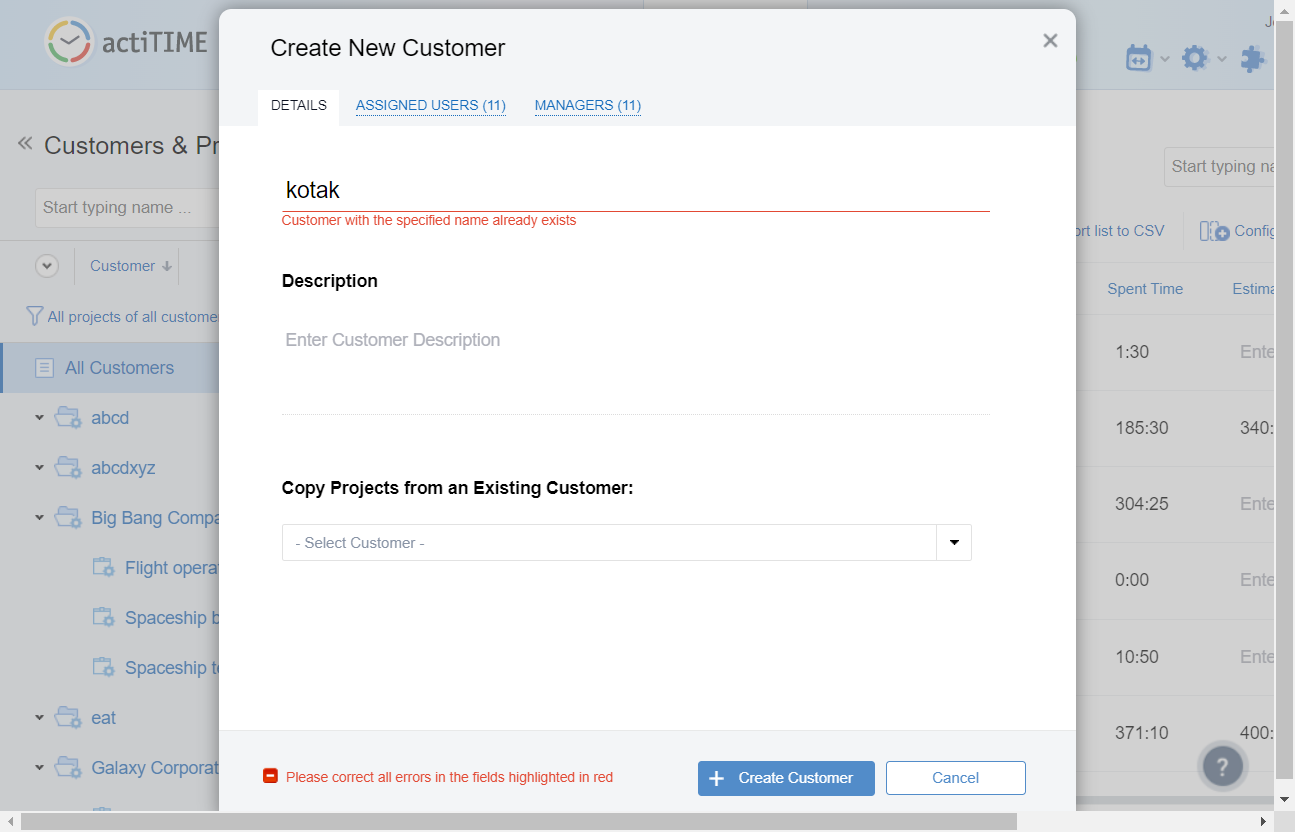 actiTIME
Create New Customer
DETAILS
ASSIGNED USERS (11)
MANAGERS (11)
Customers & Pr
Start typing name ...
Start typing na
kotak
Customer with the specified name already exists
ort list to CSV
Config
Customer
Description
Spent Time
Estima
All projects of all custome
Enter Customer Description
1:30
Ente
All Customers
abcd
185:30
340:
abcdxyz
Copy Projects from an Existing Customer:
304:25
Ente
Big Bang Compa
- Select Customer -
Flight opera
0:00
Ente
Spaceship b
Spaceship te
10:50
Ente
eat
371:10
400:
Galaxy Corporat
Please correct all errors in the fields highlighted in red
Create Customer
Cancel
?